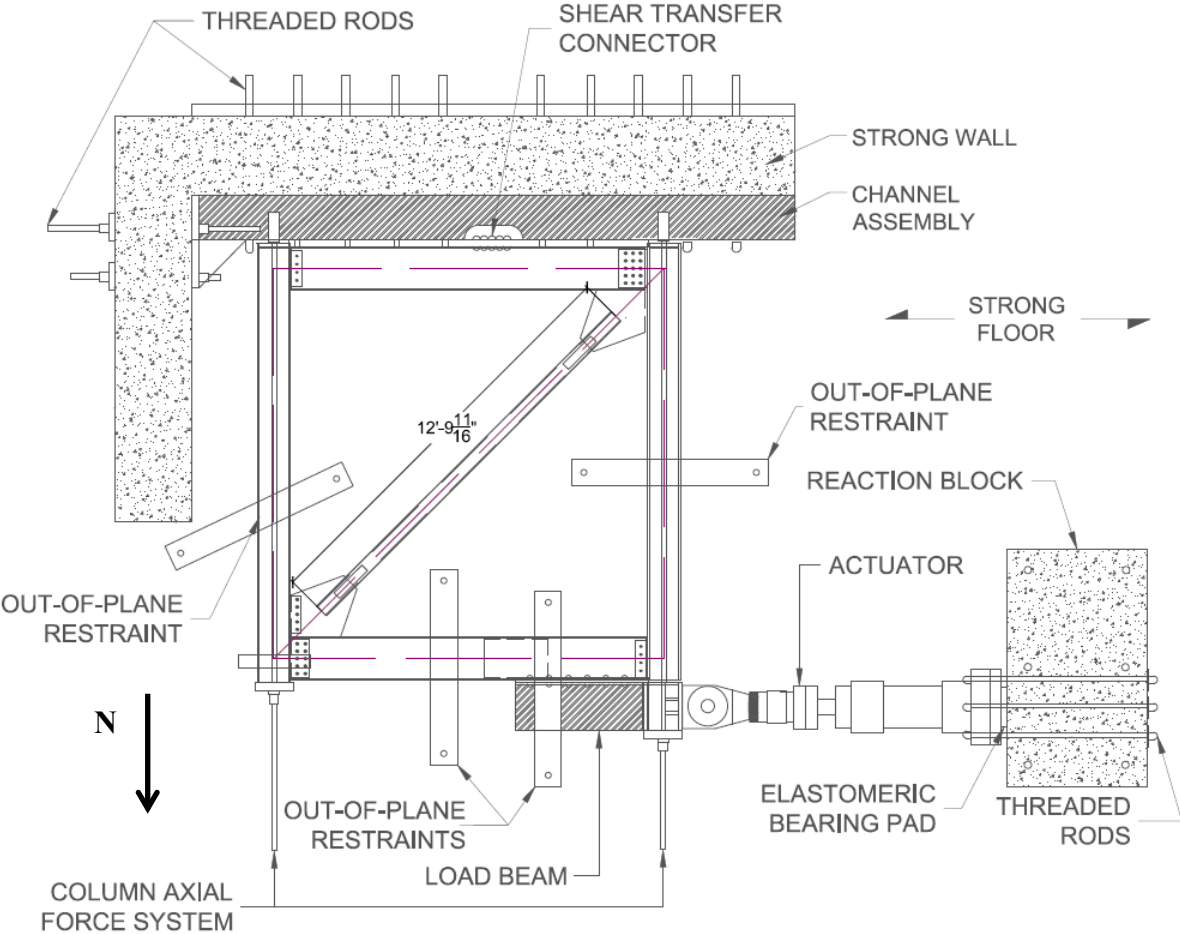 THREADED RODS
SHEAR TRANSFER
CONNECTOR
STRONG WALL
CHANNEL
ASSEMBLY
STRONG
FLOOR
OUT-OF-PLANE
RESTRAINT
12'-9 11/16"
REACTION BLOCK
ACTUATOR
OUT-OF-PLANE
RESTRAINT
N
ELASTOMERIC
BEARING PAD
THREADED
RODS
OUT-OF-PLANE
RESTRAINTS
LOAD BEAM
COLUMN AXIAL
FORCE SYSTEM